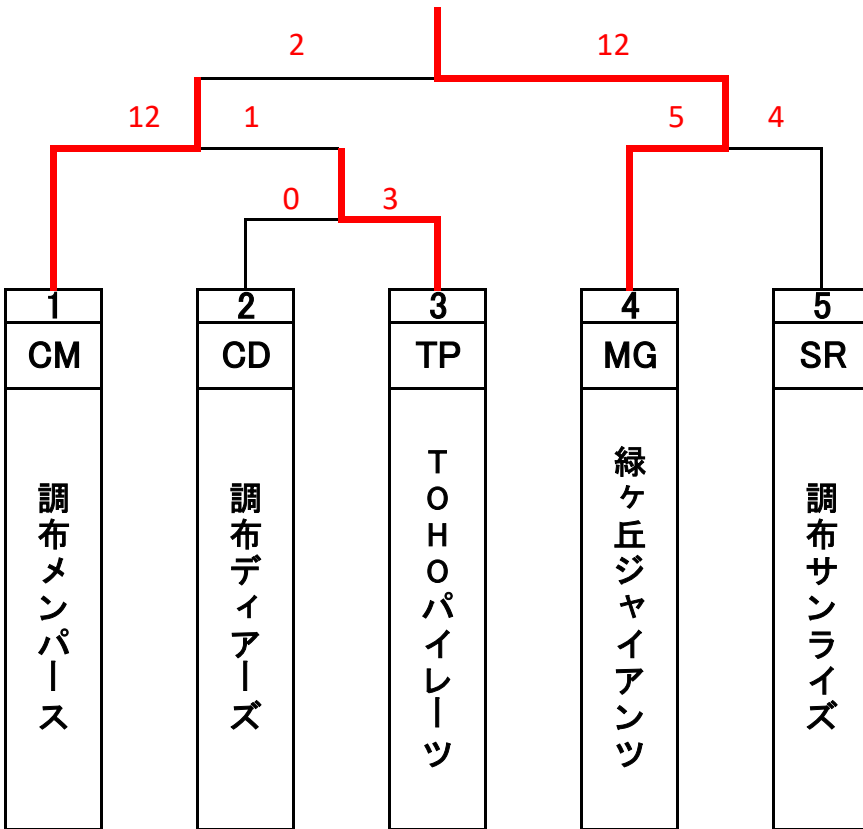 2
12
12
1
5
4
0
3
1
2
3
4
5
CM
CD
TP
MG
SR
調布メンパース
調布ディアーズ
TOHOパイレーツ
緑ケ丘ジャイアンツ
調布サンライズ